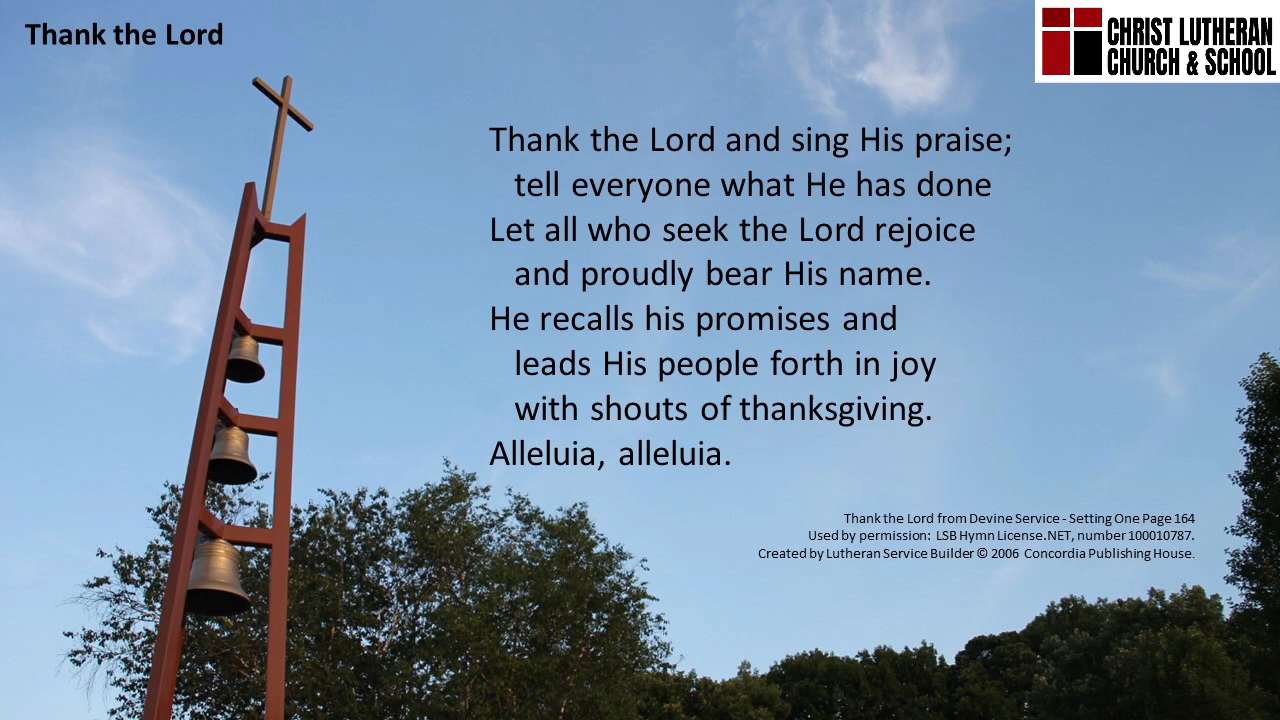 Thank the Lord
CHRIST LUTHERAN
CHURCH & SCHOOL
Thank the Lord and sing His praise;
tell everyone what He has done
Let all who seek the Lord rejoice
and proudly bear His name.
He recalls his promises and
leads His people forth in joy
with shouts of thanksgiving.
Alleluia, alleluia.
Thank the Lord from Devine Service - Setting One Page 164
Used by permission: LSB Hymn License.NET, number 100010787.
Created by Lutheran Service Builder © 2006 Concordia Publishing House.